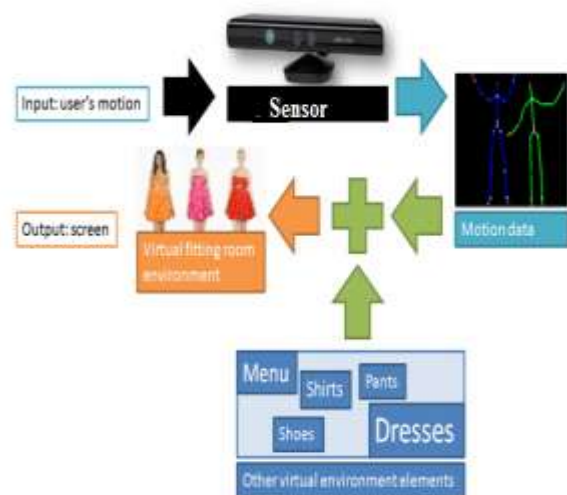 Input: user's motion
Sensor
Output: screen
Virtual fitting room
environment
Motion data
Menu
Shirts
Pants
Shoes
Dresses
Other virtual environment elements